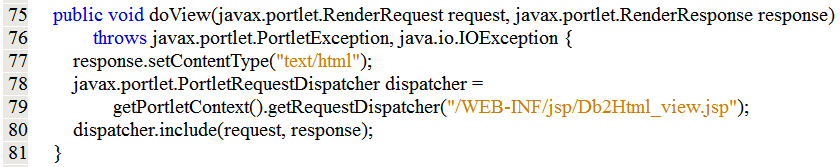 75 public void doView(javax.portlet.RenderRequest request, javax.portlet.RenderResponse response)
76 throws javax.portlet.PortletException, java.io.IOException {
77 response.setContentType("text/html");
78 javax.portlet.PortletRequestDispatcher dispatcher =
79 getPortletContext().getRequestDispatcher("/WEB-INF/jsp/Db2Html_view.jsp");
80 dispatcher.include(request, response);
81 }